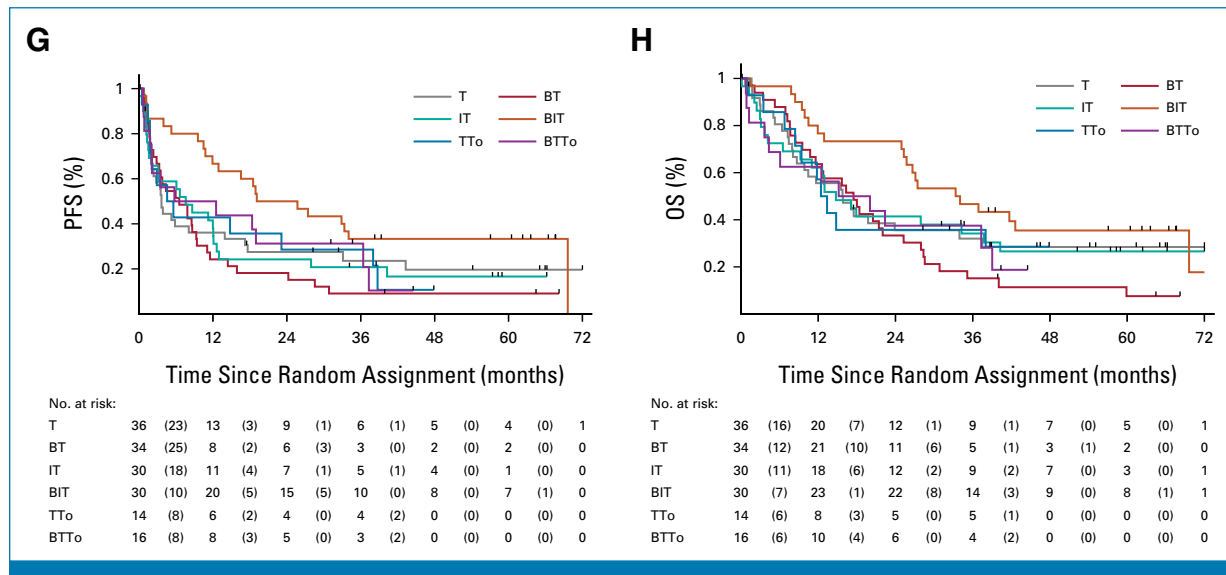 G
PFS (%)
1
0.8
0.6
0.4
0.2
T BT
IT BIT
TTo BTTo
0 12 24 36 48 60 72
Time Since Random Assignment (months)
No. at risk:
T 36 (23) 13 (3) 9 (1) 6 (1) 5 (0) 4 (0) 1
BT 34 (25) 8 (2) 6 (3) 3 (0) 2 (0) 2 (0) 0
IT 30 (18) 11 (4) 7 (1) 5 (1) 4 (0) 1 (0) 0
BIT 30 (10) 20 (5) 15 (5) 10 (0) 8 (0) 7 (1) 0
TTo 14 (8) 6 (2) 4 (0) 4 (2) 0 (0) 0 (0) 0
BTTo 16 (8) 8 (3) 5 (0) 3 (2) 0 (0) 0 (0) 0
H
OS (%)
1
0.8
0.6
0.4
0.2
T BT
IT BIT
TTo BTTo
0 12 24 36 48 60 72
Time Since Random Assignment (months)
No. at risk:
T 36 (16) 20 (7) 12 (1) 9 (1) 7 (0) 5 (0) 1
BT 34 (12) 21 (10) 11 (6) 5 (1) 3 (1) 2 (0) 0
IT 30 (11) 18 (6) 12 (2) 9 (2) 7 (0) 3 (0) 1
BIT 30 (7) 23 (1) 22 (8) 14 (3) 9 (0) 8 (1) 1
TTo 14 (6) 8 (3) 5 (0) 5 (1) 0 (0) 0 (0) 0
BTTo 16 (6) 10 (4) 6 (0) 4 (2) 0 (0) 0 (0) 0